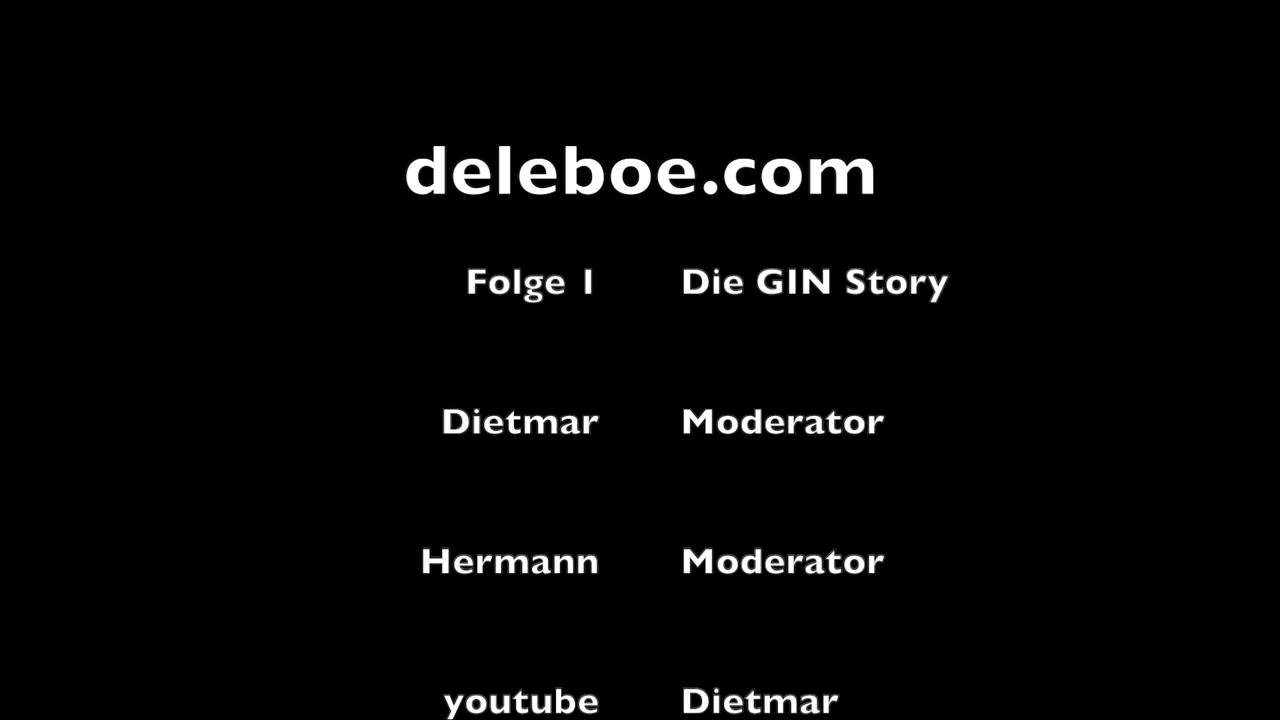 deleboe.com
Folge 1 Die GIN Story
Dietmar Moderator
Hermann Moderator
youtube Dietmar